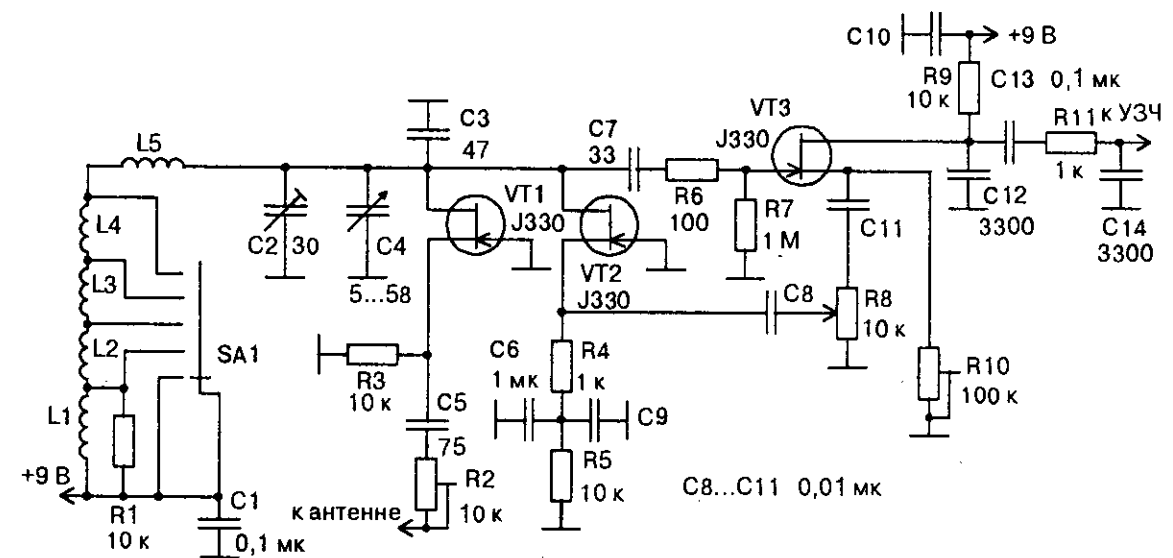 C10
+9 В
R9
10 к
C13 0,1 мк
VT3
J330
R11
к УЗЧ
1 к
C3
47
C7
33
L5
VT1
J330
R6
100
R7
1 М
C11
C12
3300
C14
3300
L4
C2 30
C4
5...58
VT2
J330
L3
C8
R8
10 к
L2
SA1
R3
10 к
C6
1 мк
R4
1 к
C9
R10
100 к
L1
C5
75
R5
10 к
+9 В
R1
10 к
C1
0,1 мк
к антенне
R2
10 к
C8...C11 0,01 мк